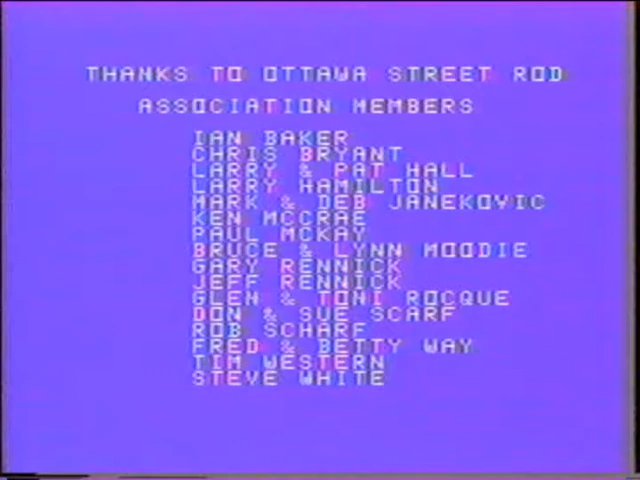 THANKS TO OTTAWA STREET ROD
ASSOCIATION MEMBERS
IAN BAKER
CHRIS BRYANT
LARRY & PAT HALL
LARRY HAMILTON
MARK & DEB JANEKOVIC
KEN MCCRAE
PAUL MCKAY
BRUCE & LYNN MOODIE
GARY RENNICK
JEFF RENNICK
GLEN & TONI ROCQUE
DON & SUE SCARF
ROB SCHARF
FRED & BETTY WAY
TIM WESTERN
STEVE WHITE